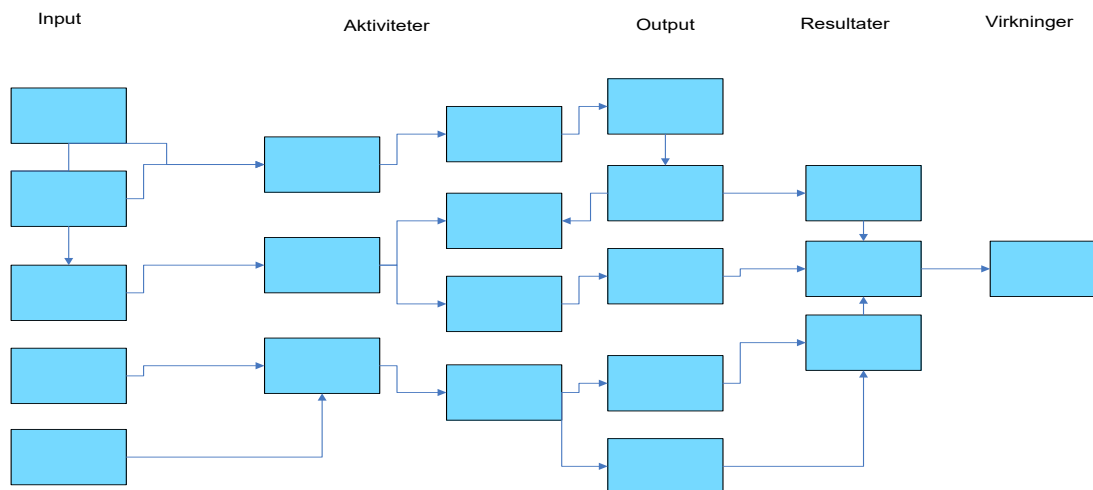 Input
Aktiviteter
Output
Resultater
Virkninger